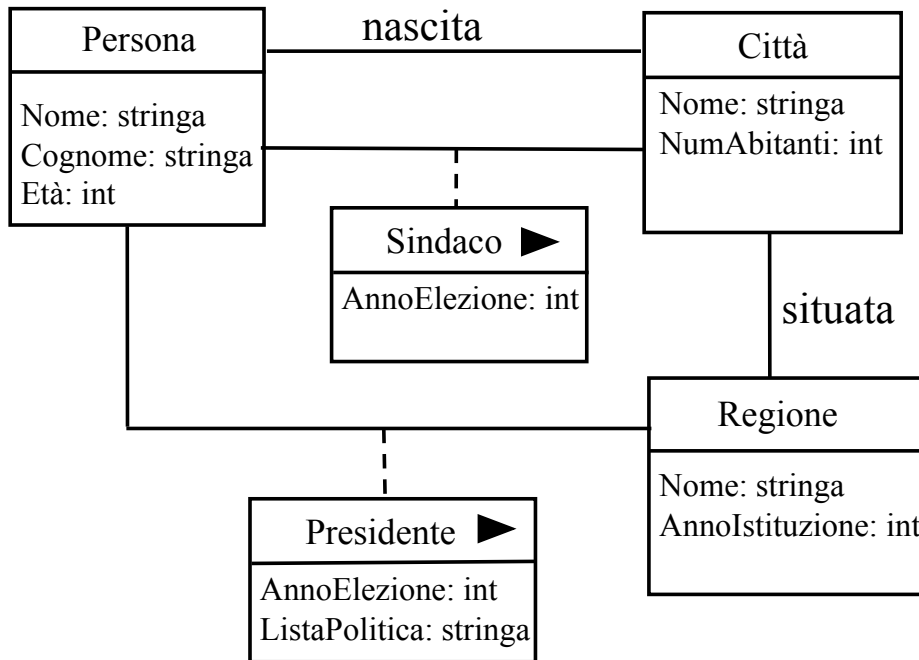 Persona
Nome: stringa
Cognome: stringa
Età: int
nascita
Città
Nome: stringa
NumAbitanti: int
Sindaco
AnnoElezione: int
situata
Regione
Nome: stringa
AnnoIstituzione: int
Presidente
AnnoElezione: int
ListaPolitica: stringa